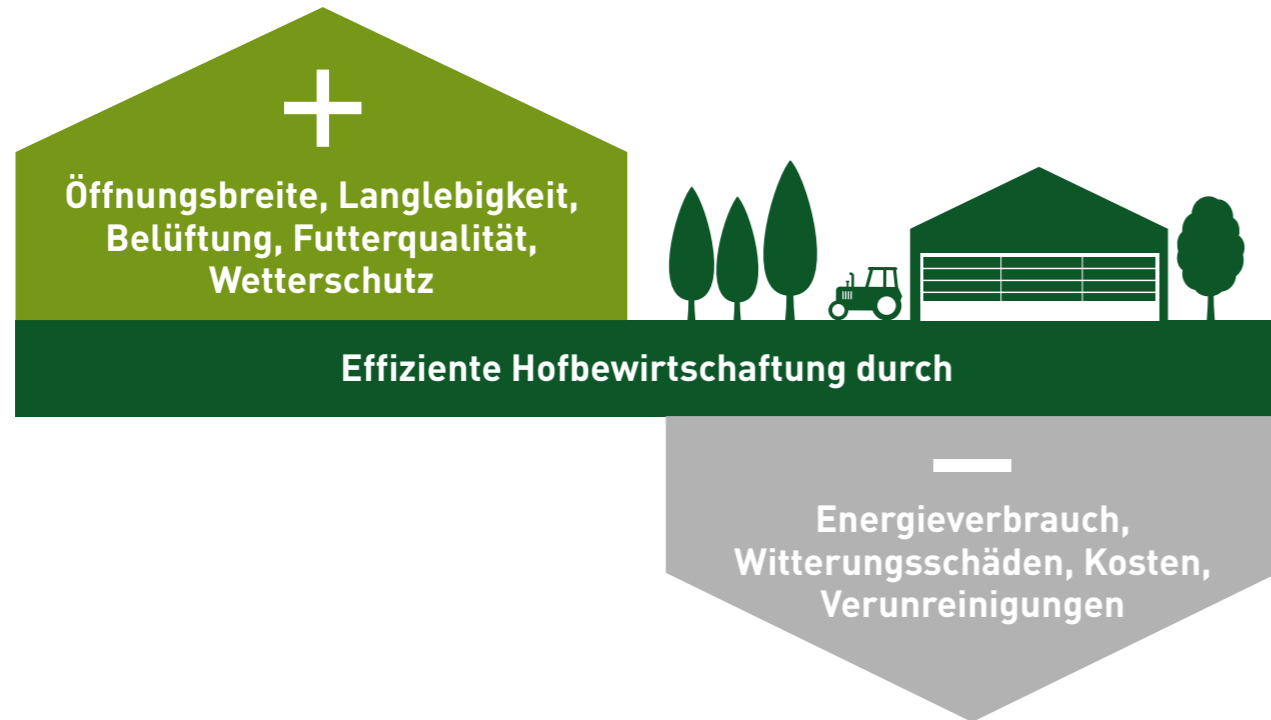 +
Öffnungsbreite, Langlebigkeit,
Belüftung, Futterqualität,
Wetterschutz
Effiziente Hofbewirtschaftung durch
−
Energieverbrauch,
Witterungsschäden, Kosten,
Verunreinigungen